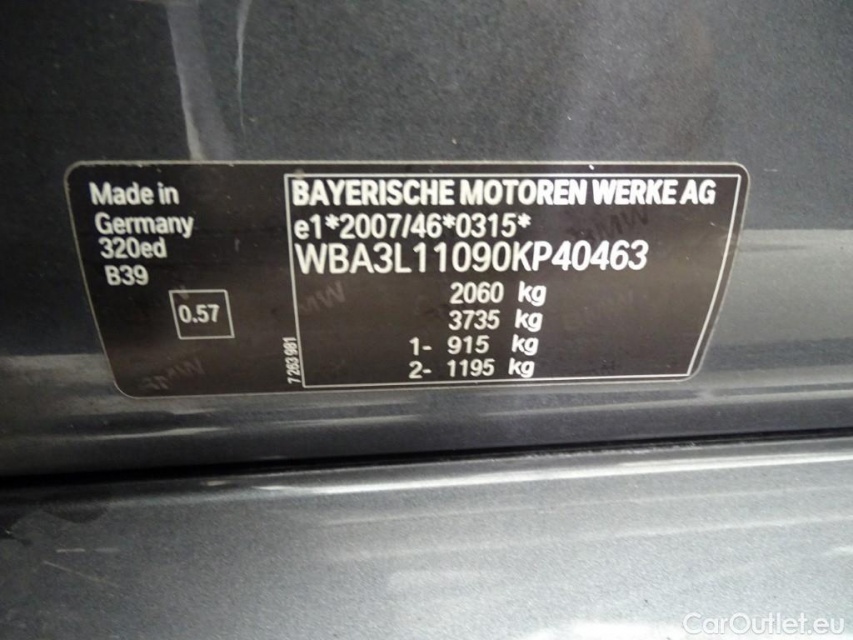 Made in
Germany
320ed
B39
0.57
7 263 981
BAYERISCHE MOTOREN WERKE AG
e1*2007/46*0315*
WBA3L11090KP40463
2060 kg
3735 kg
1- 915 kg
2- 1195 kg
CarOutlet.eu